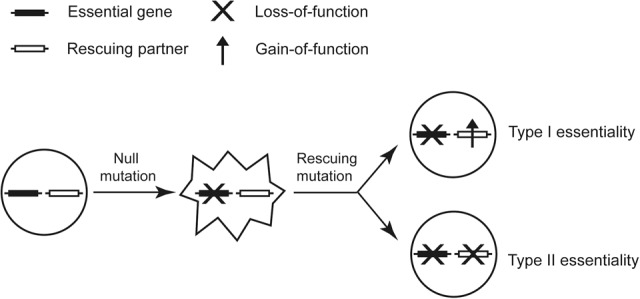 Essential gene
Loss-of-function
Rescuing partner
Gain-of-function
Null
mutation
Rescuing
mutation
Type I essentiality
Type II essentiality